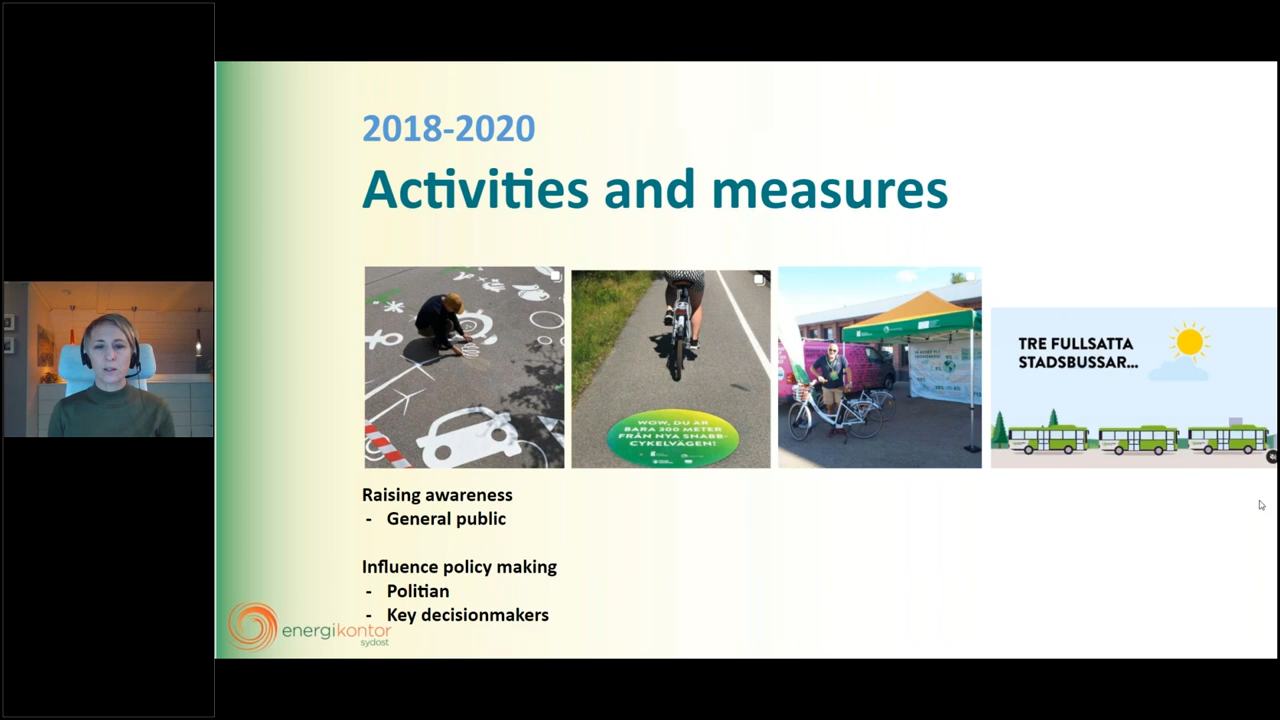 2018-2020
Activities and measures
WOW, DU ÄR
BARA 300 METER
FRÅN NYA SNABB-
CYKELVÄGEN!
TRE FULLSATTA
STADSBUSSAR...
Raising awareness
- General public
Influence policy making
- Politian
- Key decisionmakers
energikontor
sydost